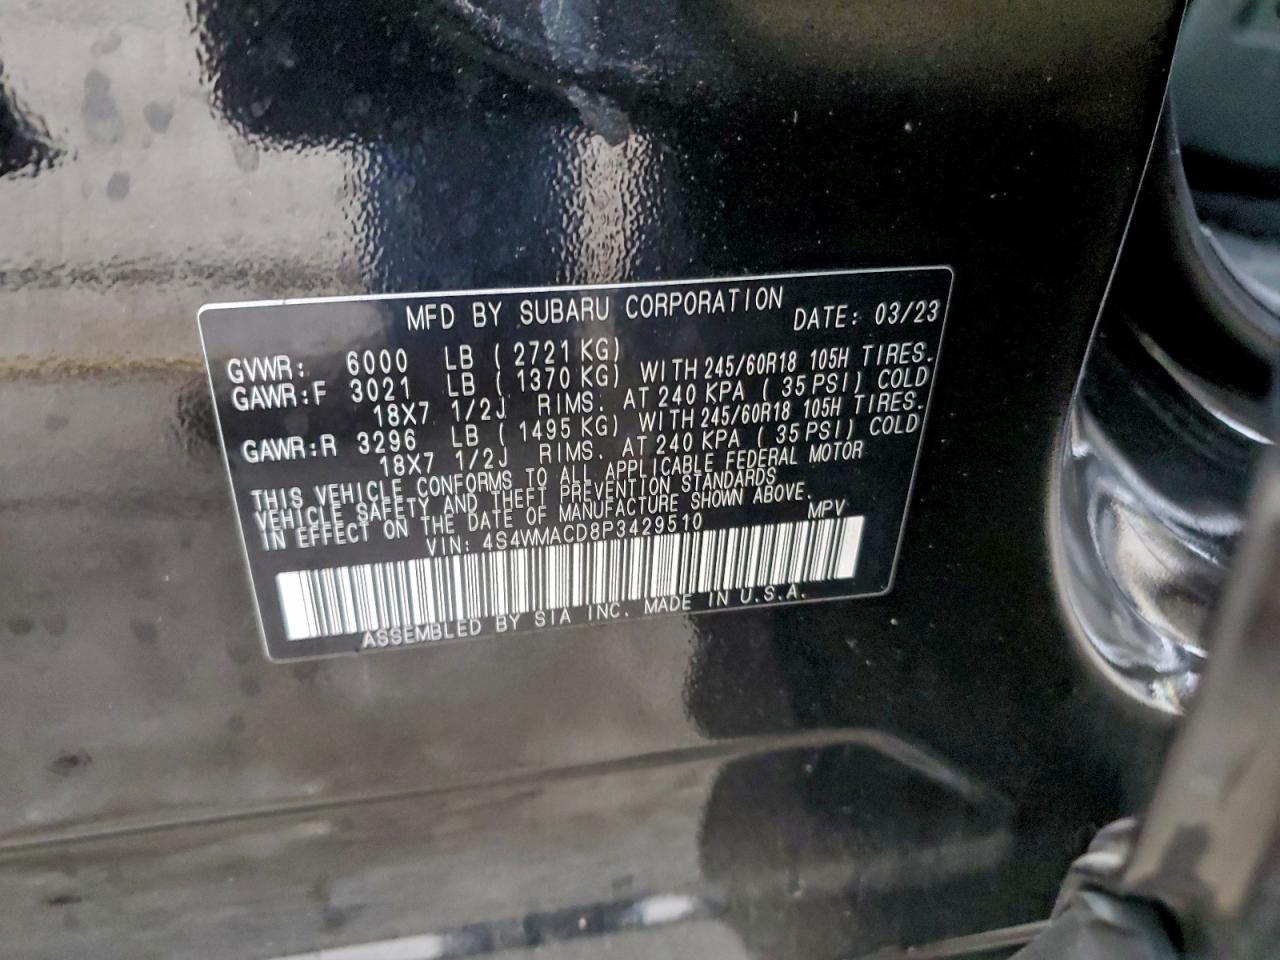 MFD BY SUBARU CORPORATION DATE: 03/23
GVWR: 6000 LB ( 2721 KG)
GAWR:F 3021 LB ( 1370 KG) WITH 245/60R18 105H TIRES.
18X7 1/2J RIMS. AT 240 KPA ( 35 PSI) COLD
GAWR:R 3296 LB ( 1495 KG) WITH 245/60R18 105H TIRES.
18X7 1/2J RIMS. AT 240 KPA ( 35 PSI) COLD
THIS VEHICLE CONFORMS TO ALL APPLICABLE FEDERAL MOTOR
VEHICLE SAFETY AND THEFT PREVENTION STANDARDS
IN EFFECT ON THE DATE OF MANUFACTURE SHOWN ABOVE.
VIN: 4S4WMACD8P3429510 MPV
ASSEMBLED BY SIA INC. MADE IN U.S.A.